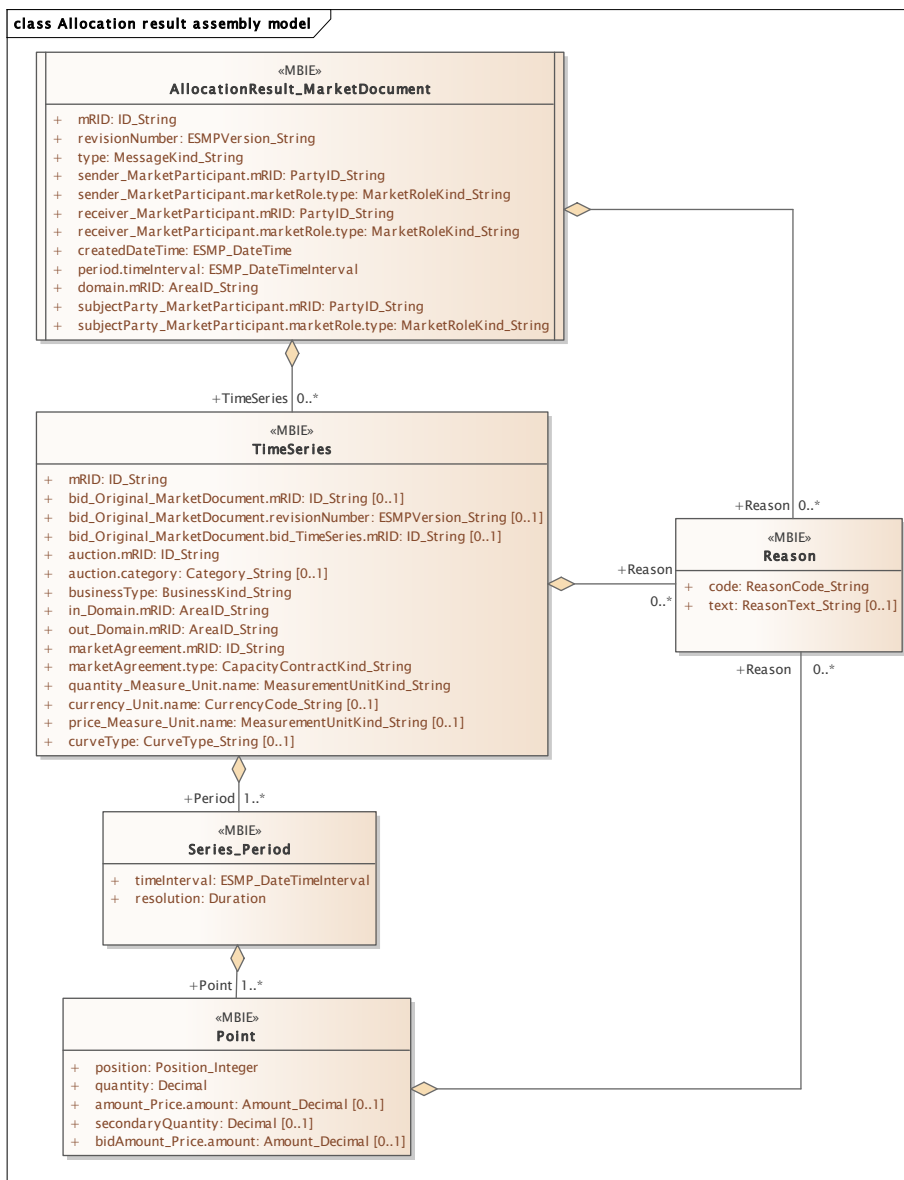 class Allocation result assembly model
«MBIE»
AllocationResult_MarketDocument
+ mRID: ID_String
+ revisionNumber: ESMPVersion_String
+ type: MessageKind_String
+ sender_MarketParticipant.mRID: PartyID_String
+ sender_MarketParticipant.marketRole.type: MarketRoleKind_String
+ receiver_MarketParticipant.mRID: PartyID_String
+ receiver_MarketParticipant.marketRole.type: MarketRoleKind_String
+ createdDateTime: ESMP_DateTime
+ period.timeInterval: ESMP_DateTimeInterval
+ domain.mRID: AreaID_String
+ subjectParty_MarketParticipant.mRID: PartyID_String
+ subjectParty_MarketParticipant.marketRole.type: MarketRoleKind_String
+TimeSeries 0..*
«MBIE»
TimeSeries
+ mRID: ID_String
+ bid_Original_MarketDocument.mRID: ID_String [0..1]
+ bid_Original_MarketDocument.revisionNumber: ESMPVersion_String [0..1]
+ bid_Original_MarketDocument.bid_TimeSeries.mRID: ID_String [0..1]
+ auction.mRID: ID_String
+ auction.category: Category_String [0..1]
+ businessType: BusinessKind_String
+ in_Domain.mRID: AreaID_String
+ out_Domain.mRID: AreaID_String
+ marketAgreement.mRID: ID_String
+ marketAgreement.type: CapacityContractKind_String
+ quantity_Measure_Unit.name: MeasurementUnitKind_String
+ currency_Unit.name: CurrencyCode_String [0..1]
+ price_Measure_Unit.name: MeasurementUnitKind_String [0..1]
+ curveType: CurveType_String [0..1]
+Reason 0..*
+Reason
0..*
«MBIE»
Reason
+ code: ReasonCode_String
+ text: ReasonText_String [0..1]
+Reason 0..*
+Period 1..*
«MBIE»
Series_Period
+ timeInterval: ESMP_DateTimeInterval
+ resolution: Duration
+Point 1..*
«MBIE»
Point
+ position: Position_Integer
+ quantity: Decimal
+ amount_Price.amount: Amount_Decimal [0..1]
+ secondaryQuantity: Decimal [0..1]
+ bidAmount_Price.amount: Amount_Decimal [0..1]